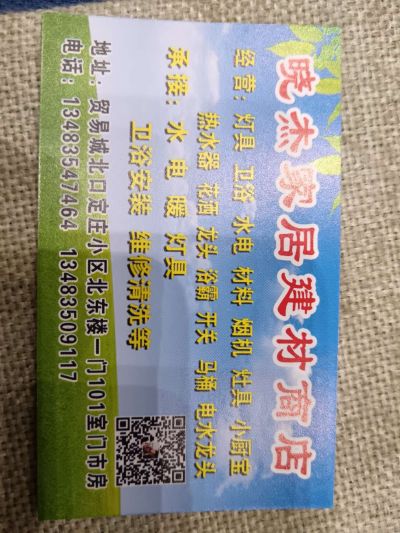 晓杰家居建材商店
经营：灯具 卫浴 水电 材料 烟机 灶具 小厨宝
热水器 花洒 龙头 浴霸 开关 马桶 电水龙头
承接：水 电 暖 灯具
卫浴安装 维修清洗等
地址：贸易城北口定庄小区北东楼一门101室门市房
电话：13483547464 13483509117